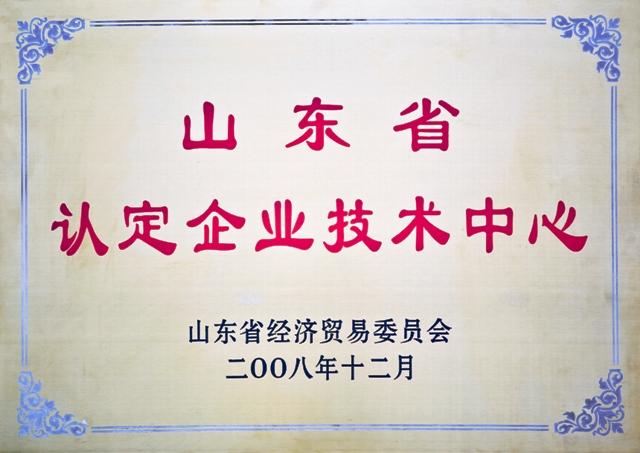 山东省
认定企业技术中心
山东省经济贸易委员会
二OO八年十二月